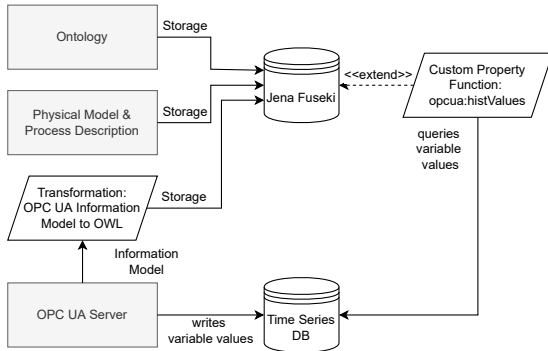 Ontology
Storage
Physical Model &
Process Description
Storage
Jena Fuseki
<<extend>>
Custom Property
Function:
opcua:histValues
queries
variable
values
Transformation:
OPC UA Information
Model to OWL
Storage
Information
Model
OPC UA Server
writes
variable values
Time Series
DB